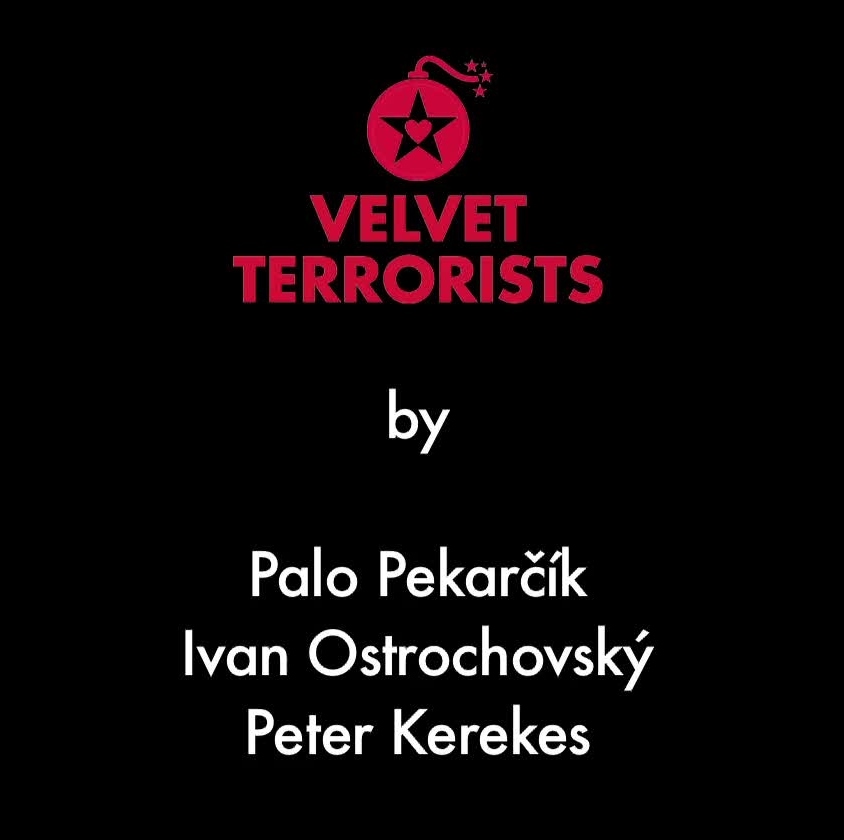 VELVET
TERRORISTS
by
Palo Pekarčík
Ivan Ostrochovský
Peter Kerekes